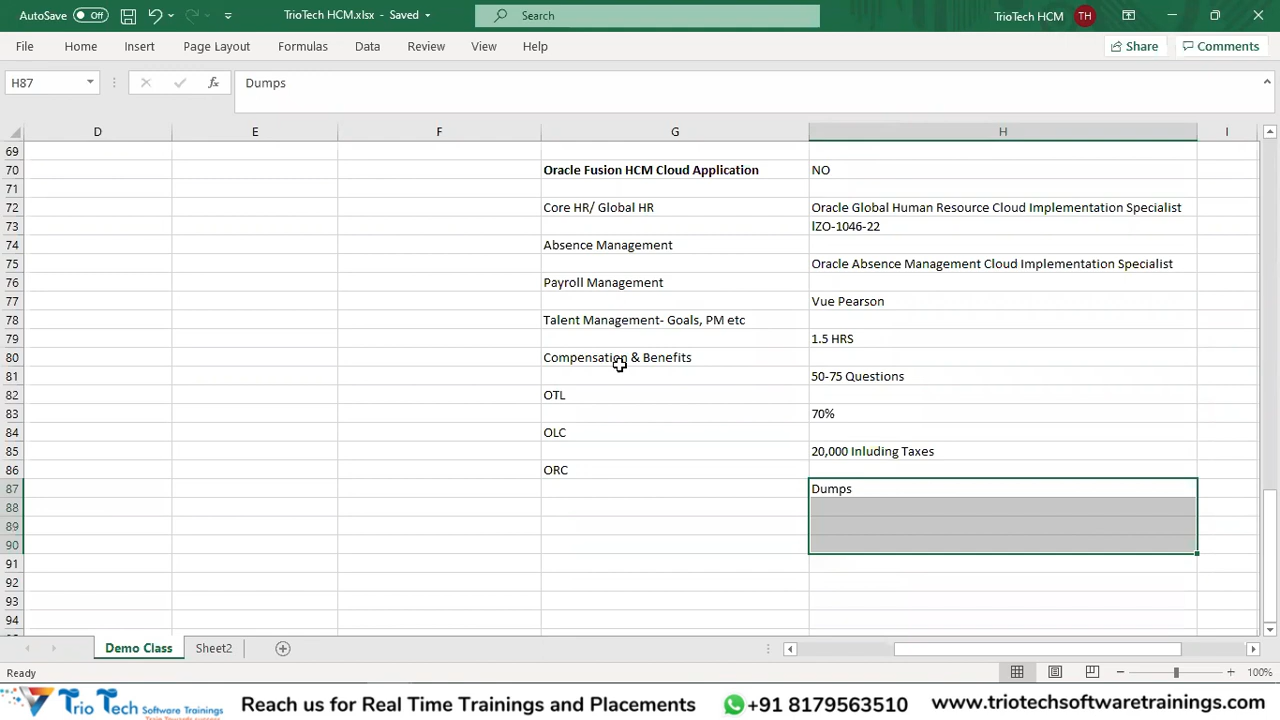 AutoSave Off TrioTech HCM.xlsx - Saved Search TrioTech HCM TH
File Home Insert Page Layout Formulas Data Review View Help Share Comments
H87 fx Dumps
D E F G H I
69
70 Oracle Fusion HCM Cloud Application NO
71
72 Core HR/ Global HR Oracle Global Human Resource Cloud Implementation Specialist
73 IZO-1046-22
74 Absence Management
75 Oracle Absence Management Cloud Implementation Specialist
76 Payroll Management
77 Vue Pearson
78 Talent Management- Goals, PM etc
79 1.5 HRS
80 Compensation & Benefits
81 50-75 Questions
82 OTL
83 70%
84 OLC
85 20,000 Inluding Taxes
86 ORC
87 Dumps
88
89
90
91
92
93
94
Demo Class Sheet2
Ready 100%
Trio Tech Software Trainings Reach us for Real Time Trainings and Placements +91 8179563510 www.triotechsoftwaretrainings.com
Train Towards success